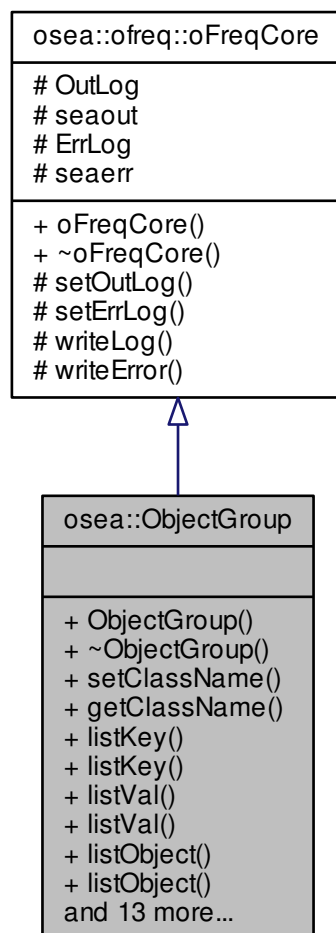 osea::ofreq::oFreqCore
# OutLog
# seaout
# ErrLog
# seaerr
+ oFreqCore()
+ ~oFreqCore()
# setOutLog()
# setErrLog()
# writeLog()
# writeError()
osea::ObjectGroup
+ ObjectGroup()
+ ~ObjectGroup()
+ setClassName()
+ getClassName()
+ listKey()
+ listKey()
+ listVal()
+ listVal()
+ listObject()
+ listObject()
and 13 more...